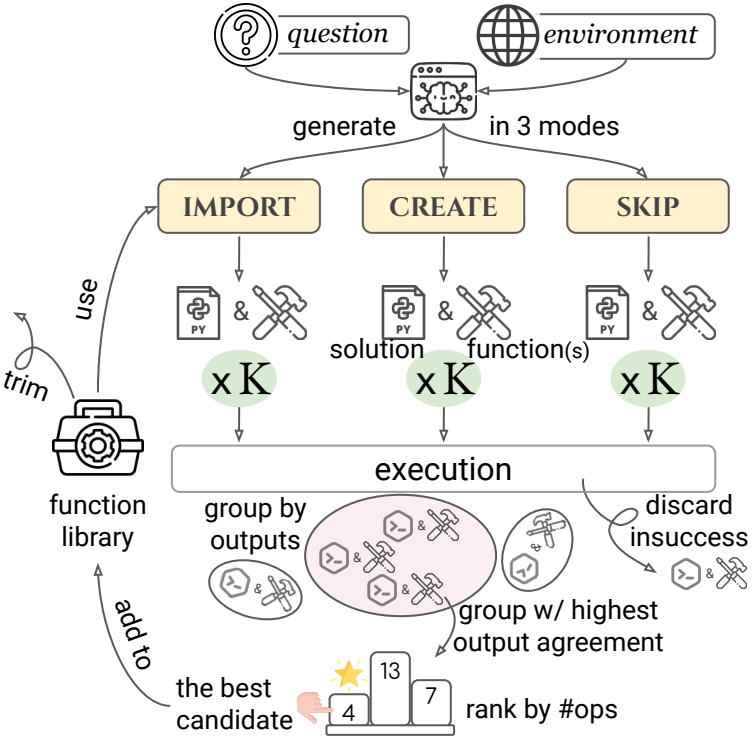 question
environment
generate
in 3 modes
IMPORT
CREATE
SKIP
use
PY
&
PY
&
PY
&
solution
function(s)
trim
x K
x K
x K
execution
function
library
group by
outputs
discard
insuccess
&
&
&
&
&
&
group w/ highest
output agreement
add to
the best
candidate
4
13
7
rank by #ops